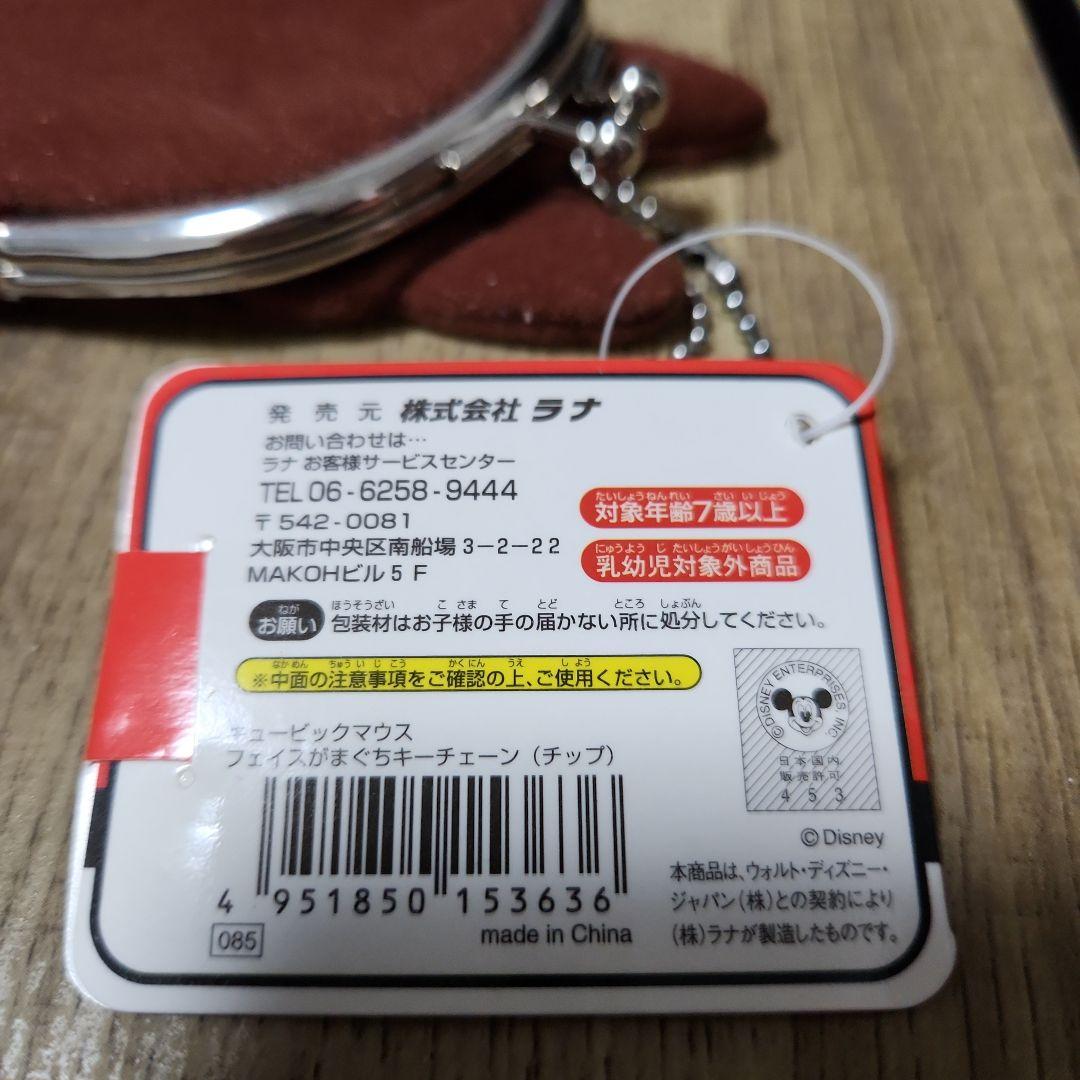 発売元 株式会社 ラナ
お問い合わせは…
ラナ お客様サービスセンター
TEL 06-6258-9444
〒542-0081
大阪市中央区南船場3-2-22
MAKOHビル5F
たいしょうねんれい さい いじょう
対象年齢7歳以上
にゅうようじ たいしょうがいしょうひん
乳幼児対象外商品
ねが ほうそうざい こ さま て とど ところ しょぶん
お願い 包装材はお子様の手の届かない所に処分してください。
なかめん ちゅういじこう かくにん うえ しよう
※中面の注意事項をご確認の上、ご使用ください。
キュービックマウス
フェイスがまぐちキーチェーン（チップ）
4 951850 153636
085
made in China
©DISNEY ENTERPRISES INC
日本国内
販売許可
453
©Disney
本商品は、ウォルト・ディズニー・
ジャパン（株）との契約により
（株）ラナが製造したものです。